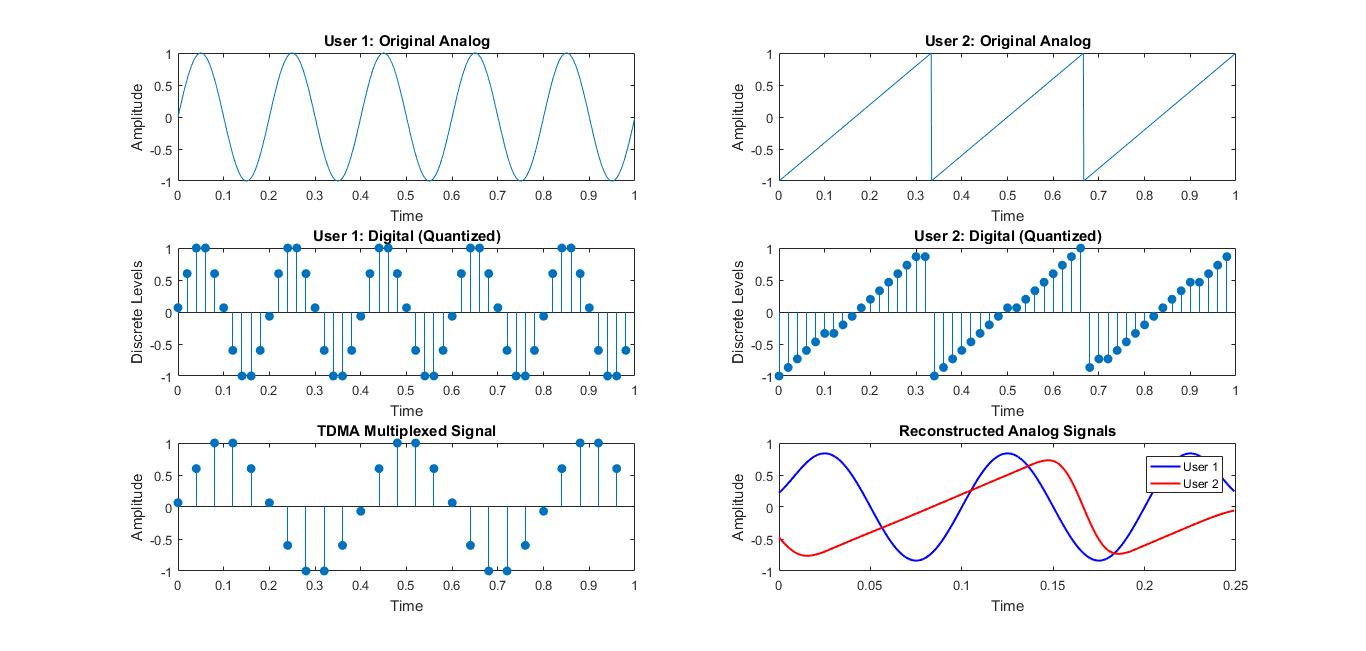 User 1: Original Analog
Amplitude
1
0.5
0
-0.5
-1
0 0.1 0.2 0.3 0.4 0.5 0.6 0.7 0.8 0.9 1
Time
User 2: Original Analog
Amplitude
1
0.5
0
-0.5
-1
0 0.1 0.2 0.3 0.4 0.5 0.6 0.7 0.8 0.9 1
Time
User 1: Digital (Quantized)
Discrete Levels
1
0.5
0
-0.5
-1
0 0.1 0.2 0.3 0.4 0.5 0.6 0.7 0.8 0.9 1
Time
User 2: Digital (Quantized)
Discrete Levels
1
0.5
0
-0.5
-1
0 0.1 0.2 0.3 0.4 0.5 0.6 0.7 0.8 0.9 1
Time
TDMA Multiplexed Signal
Amplitude
1
0.5
0
-0.5
-1
0 0.1 0.2 0.3 0.4 0.5 0.6 0.7 0.8 0.9 1
Time
Reconstructed Analog Signals
Amplitude
1
0.5
0
-0.5
-1
User 1
User 2
0 0.05 0.1 0.15 0.2 0.25
Time